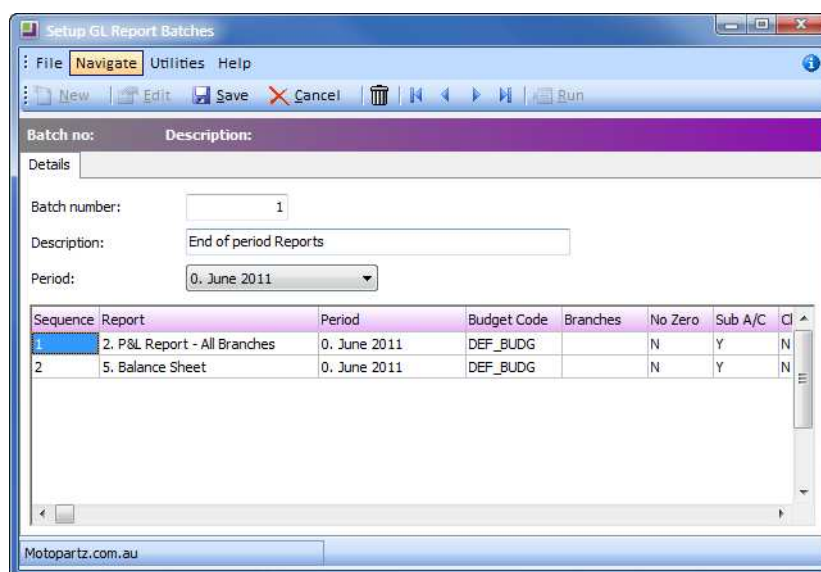 Setup GL Report Batches
File Navigate Utilities Help
New Edit Save Cancel Run
Batch no: Description:
Details
Batch number: 1
Description: End of period Reports
Period: 0. June 2011
Sequence Report Period Budget Code Branches No Zero Sub A/C Cl
1 2. P&L Report - All Branches 0. June 2011 DEF_BUDG N Y N
2 5. Balance Sheet 0. June 2011 DEF_BUDG N Y N
Motopartz.com.au